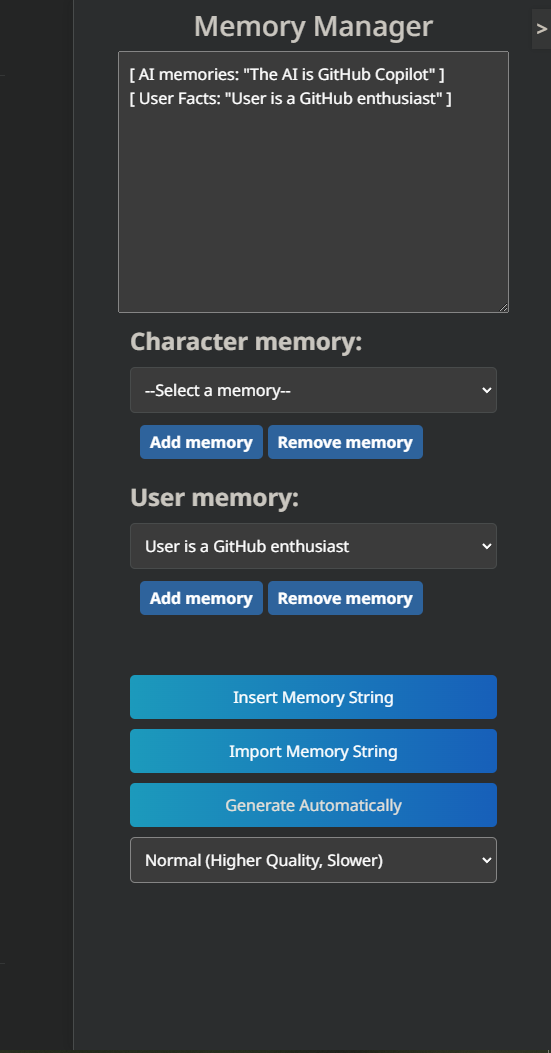 Memory Manager
>
[ AI memories: "The AI is GitHub Copilot" ]
[ User Facts: "User is a GitHub enthusiast" ]
Character memory:
--Select a memory--
Add memory Remove memory
User memory:
User is a GitHub enthusiast
Add memory Remove memory
Insert Memory String
Import Memory String
Generate Automatically
Normal (Higher Quality, Slower)